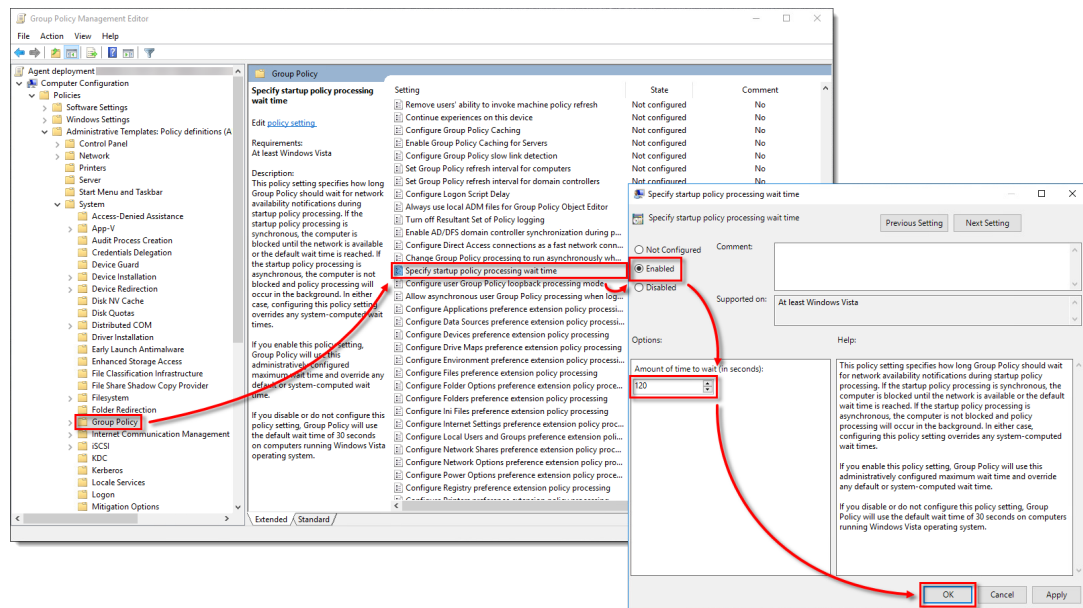 Group Policy Management Editor
File Action View Help
Agent deployment
Computer Configuration
Policies
Software Settings
Windows Settings
Administrative Templates: Policy definitions (A
Control Panel
Network
Printers
Server
Start Menu and Taskbar
System
Access-Denied Assistance
App-V
Audit Process Creation
Credentials Delegation
Device Guard
Device Installation
Device Redirection
Disk NV Cache
Disk Quotas
Distributed COM
Driver Installation
Early Launch Antimalware
Enhanced Storage Access
File Classification Infrastructure
File Share Shadow Copy Provider
Filesystem
Folder Redirection
Group Policy
Internet Communication Management
iSCSI
KDC
Kerberos
Locale Services
Logon
Mitigation Options
Group Policy
Specify startup policy processing
wait time
Edit policy setting
Requirements:
At least Windows Vista
Description:
This policy setting specifies how long
Group Policy should wait for network
availability notifications during
startup policy processing. If the
startup policy processing is
synchronous, the computer is
blocked until the network is available
or the default wait time is reached. If
the startup policy processing is
asynchronous, the computer is not
blocked and policy processing will
occur in the background. In either
case, configuring this policy setting
overrides any system-computed wait
times.
If you enable this policy setting,
Group Policy will use this
administratively configured
maximum wait time and override any
default or system-computed wait
time.
If you disable or do not configure this
policy setting, Group Policy will use
the default wait time of 30 seconds
on computers running Windows Vista
operating system.
Setting State Comment
Remove users' ability to invoke machine policy refresh Not configured No
Continue experiences on this device Not configured No
Configure Group Policy Caching Not configured No
Enable Group Policy Caching for Servers Not configured No
Configure Group Policy slow link detection Not configured No
Set Group Policy refresh interval for computers Not configured No
Set Group Policy refresh interval for domain controllers Not configured No
Configure Logon Script Delay
Always use local ADM files for Group Policy Object Editor
Turn off Resultant Set of Policy logging
Enable AD/DFS domain controller synchronization during p...
Configure Direct Access connections as a fast network conn...
Change Group Policy processing to run asynchronously wh...
Specify startup policy processing wait time
Configure user Group Policy loopback processing mode
Allow asynchronous user Group Policy processing when log...
Configure Applications preference extension policy processi...
Configure Data Sources preference extension policy processi...
Configure Devices preference extension policy processing
Configure Drive Maps preference extension policy processing
Configure Environment preference extension policy processi...
Configure Files preference extension policy processing
Configure Folder Options preference extension policy proce...
Configure Folders preference extension policy processing
Configure Ini Files preference extension policy processing
Configure Internet Settings preference extension policy proc...
Configure Local Users and Groups preference extension poli...
Configure Network Shares preference extension policy proc...
Configure Network Options preference extension policy pro...
Configure Power Options preference extension policy proce...
Configure Registry preference extension policy processing
Configure Printers preference extension policy processing
Extended Standard
Specify startup policy processing wait time
Specify startup policy processing wait time
Previous Setting Next Setting
Not Configured Comment:
Enabled
Disabled
Supported on: At least Windows Vista
Options: Help:
Amount of time to wait (in seconds):
120
This policy setting specifies how long Group Policy should wait
for network availability notifications during startup policy
processing. If the startup policy processing is synchronous, the
computer is blocked until the network is available or the default
wait time is reached. If the startup policy processing is
asynchronous, the computer is not blocked and policy
processing will occur in the background. In either case,
configuring this policy setting overrides any system-computed
wait times.
If you enable this policy setting, Group Policy will use this
administratively configured maximum wait time and override
any default or system-computed wait time.
If you disable or do not configure this policy setting, Group
Policy will use the default wait time of 30 seconds on computers
running Windows Vista operating system.
OK Cancel Apply